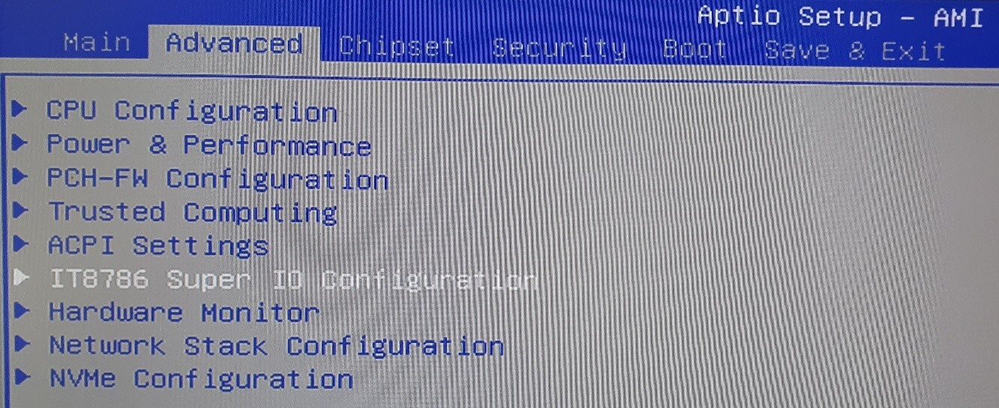 Aptio Setup – AMI
Main Advanced Chipset Security Boot Save & Exit
CPU Configuration
Power & Performance
PCH-FW Configuration
Trusted Computing
ACPI Settings
IT8786 Super IO Configuration
Hardware Monitor
Network Stack Configuration
NVMe Configuration